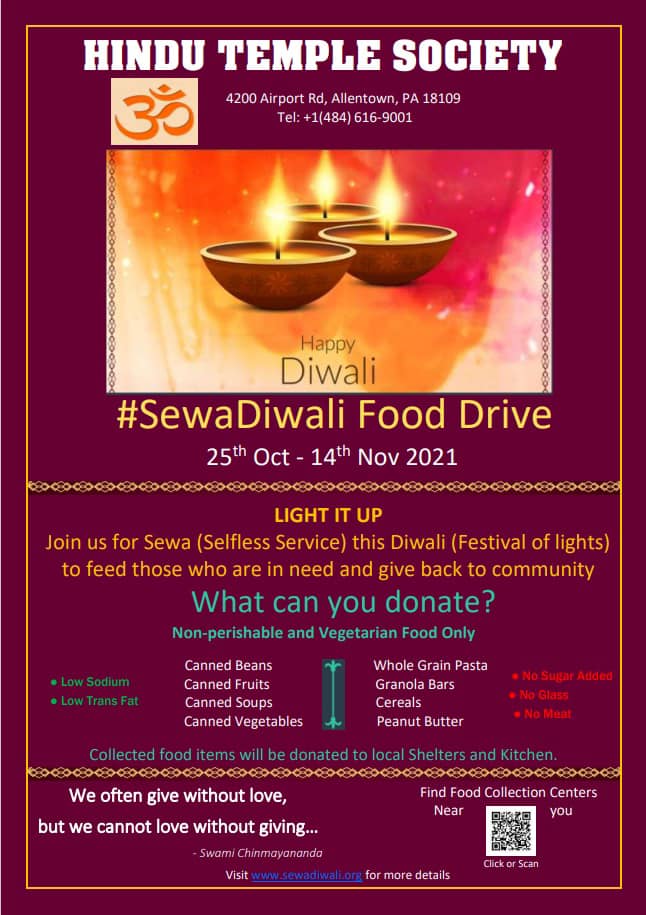 HINDU TEMPLE SOCIETY
ॐ
4200 Airport Rd, Allentown, PA 18109
Tel: +1(484) 616-9001
Happy
Diwali
#SewaDiwali Food Drive
25th Oct - 14th Nov 2021
LIGHT IT UP
Join us for Sewa (Selfless Service) this Diwali (Festival of lights)
to feed those who are in need and give back to community
What can you donate?
Non-perishable and Vegetarian Food Only
● Low Sodium
● Low Trans Fat
Canned Beans
Canned Fruits
Canned Soups
Canned Vegetables
Whole Grain Pasta
Granola Bars
Cereals
Peanut Butter
● No Sugar Added
● No Glass
● No Meat
Collected food items will be donated to local Shelters and Kitchen.
We often give without love,
but we cannot love without giving...
- Swami Chinmayananda
Find Food Collection Centers
Near you
Click or Scan
Visit www.sewadiwali.org for more details